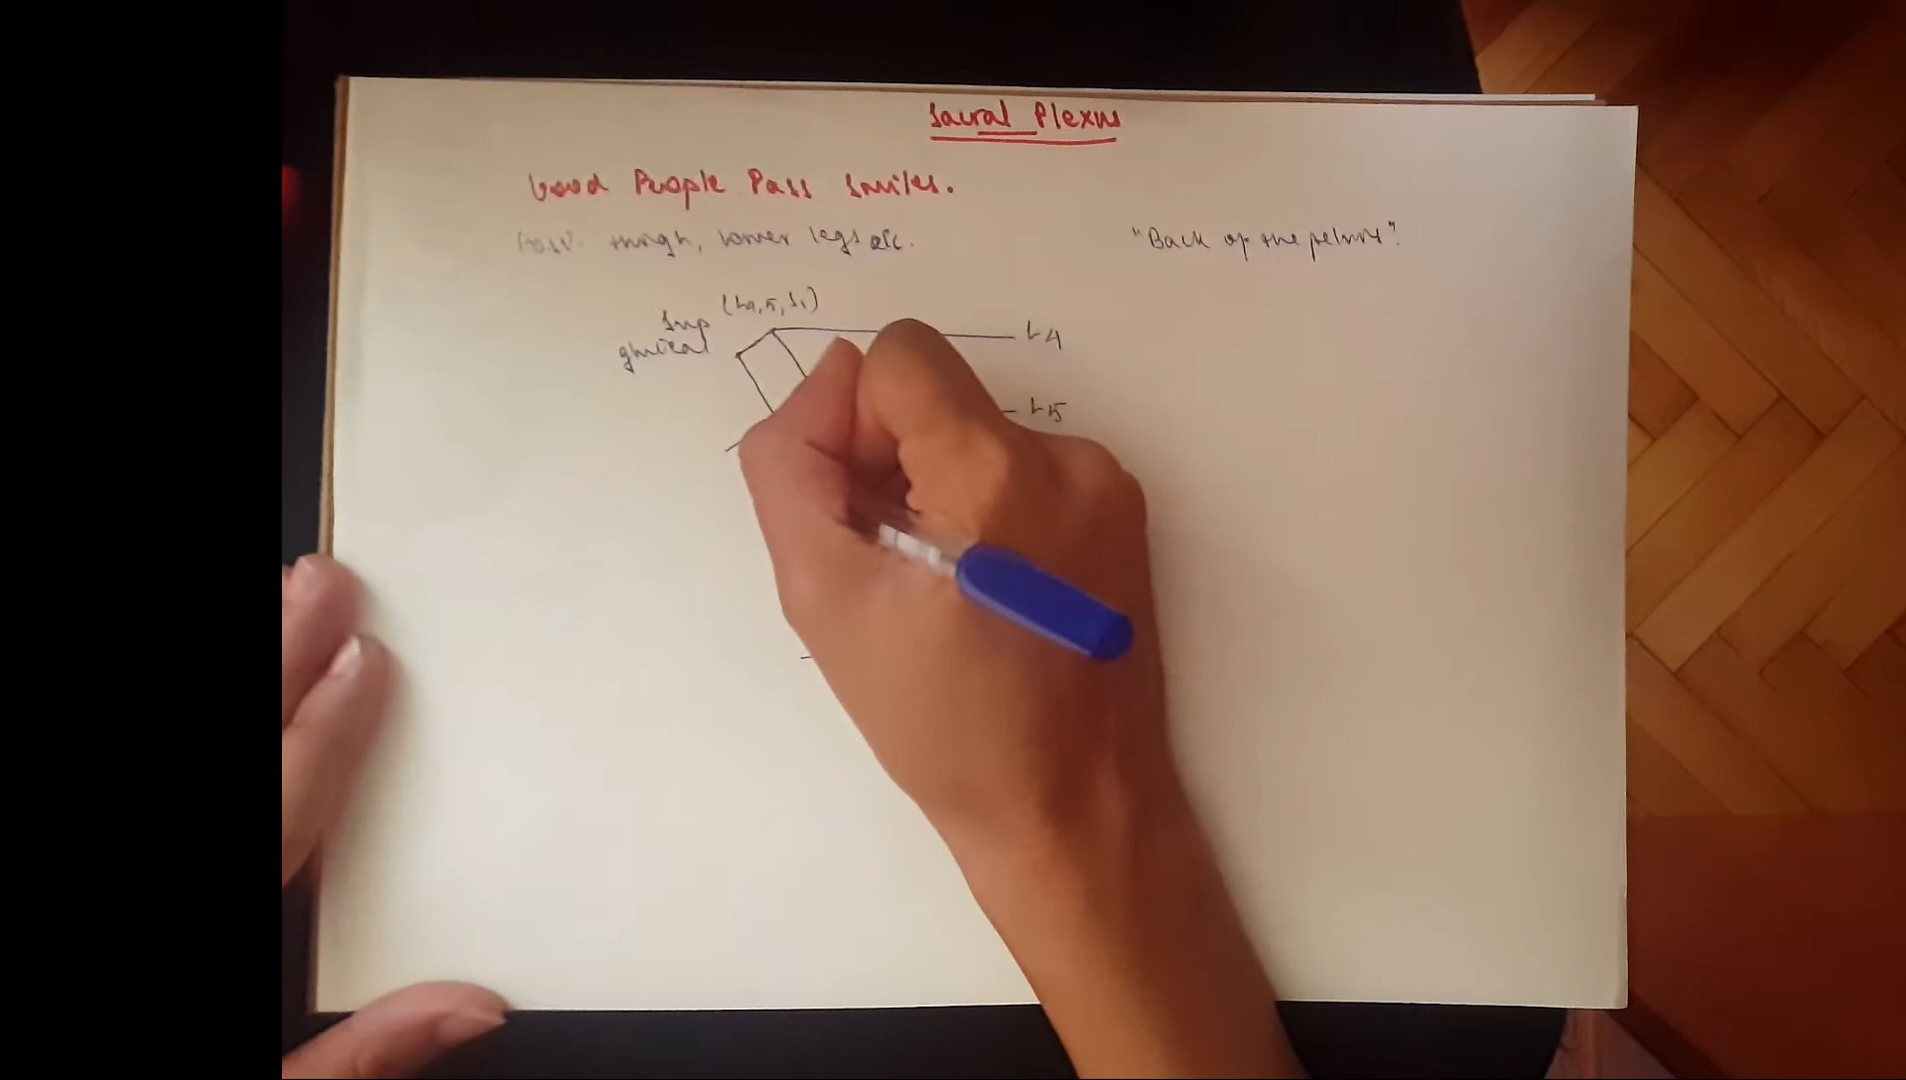 Sacral Plexus
Good People Pass Smiles.
Post. thigh, lower legs etc.
"Back of the pelvis".
(L4,5,S1)
Sup
gluteal
L4
L5